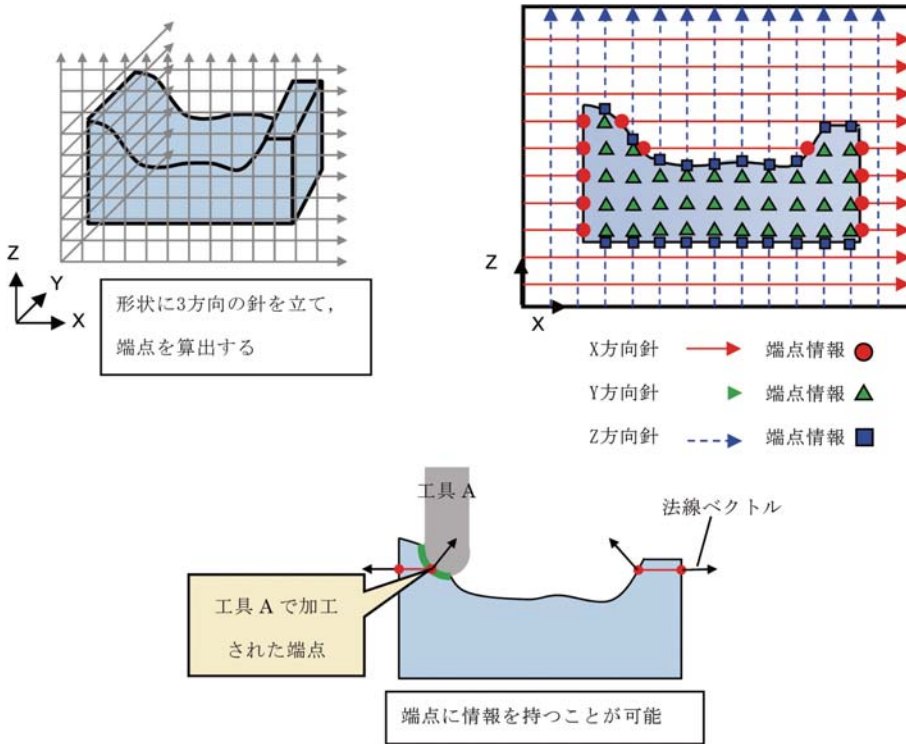 Z
Y
X
形状に3方向の針を立て，
端点を算出する
Z
X
X方向針 端点情報
Y方向針 端点情報
Z方向針 端点情報
工具 A
法線ベクトル
工具 A で加工
された端点
端点に情報を持つことが可能